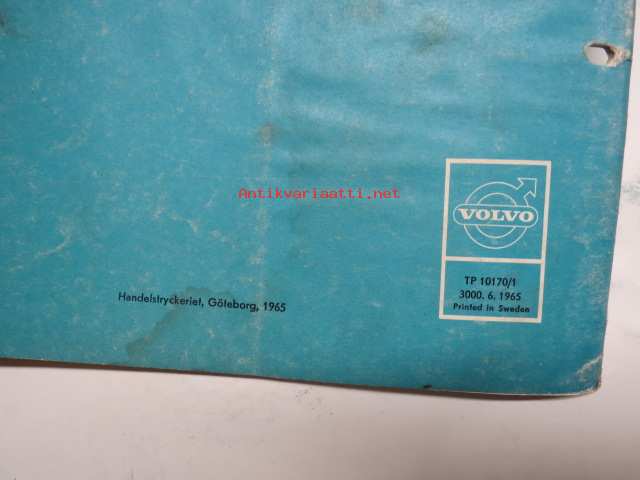 Antikvariaatti.net
VOLVO
TP 10170/1
3000. 6. 1965
Printed in Sweden
Handelstryckeriet, Göteborg, 1965